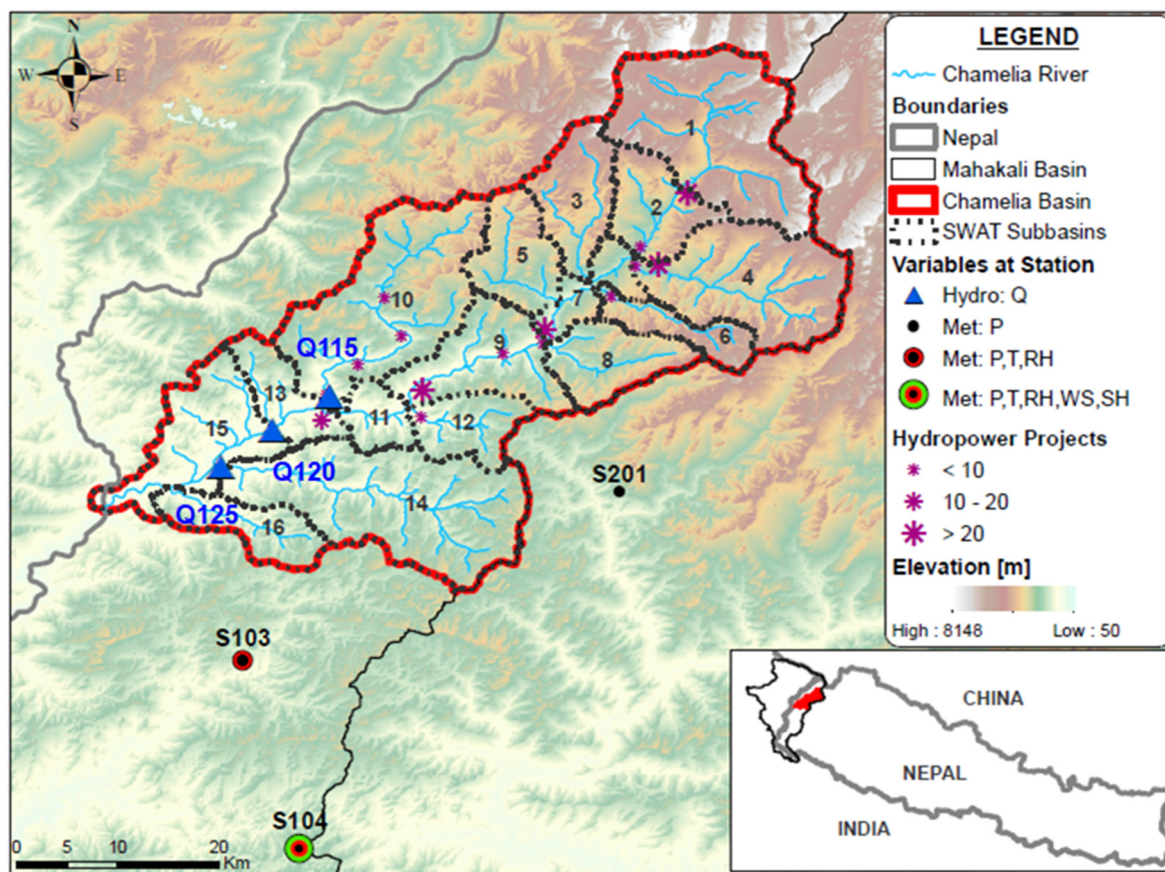 N
W E
S
LEGEND
Chamelia River
Boundaries
Nepal
Mahakali Basin
Chamelia Basin
SWAT Subbasins
Variables at Station
Hydro: Q
Met: P
Met: P,T,RH
Met: P,T,RH,WS,SH
Hydropower Projects
< 10
10 - 20
> 20
Elevation [m]
High : 8148 Low : 50
1
2
3
4
5
6
7
8
9
10
11
12
13
14
15
16
Q115
Q120
Q125
S201
S103
S104
0 5 10 20
Km
CHINA
NEPAL
INDIA